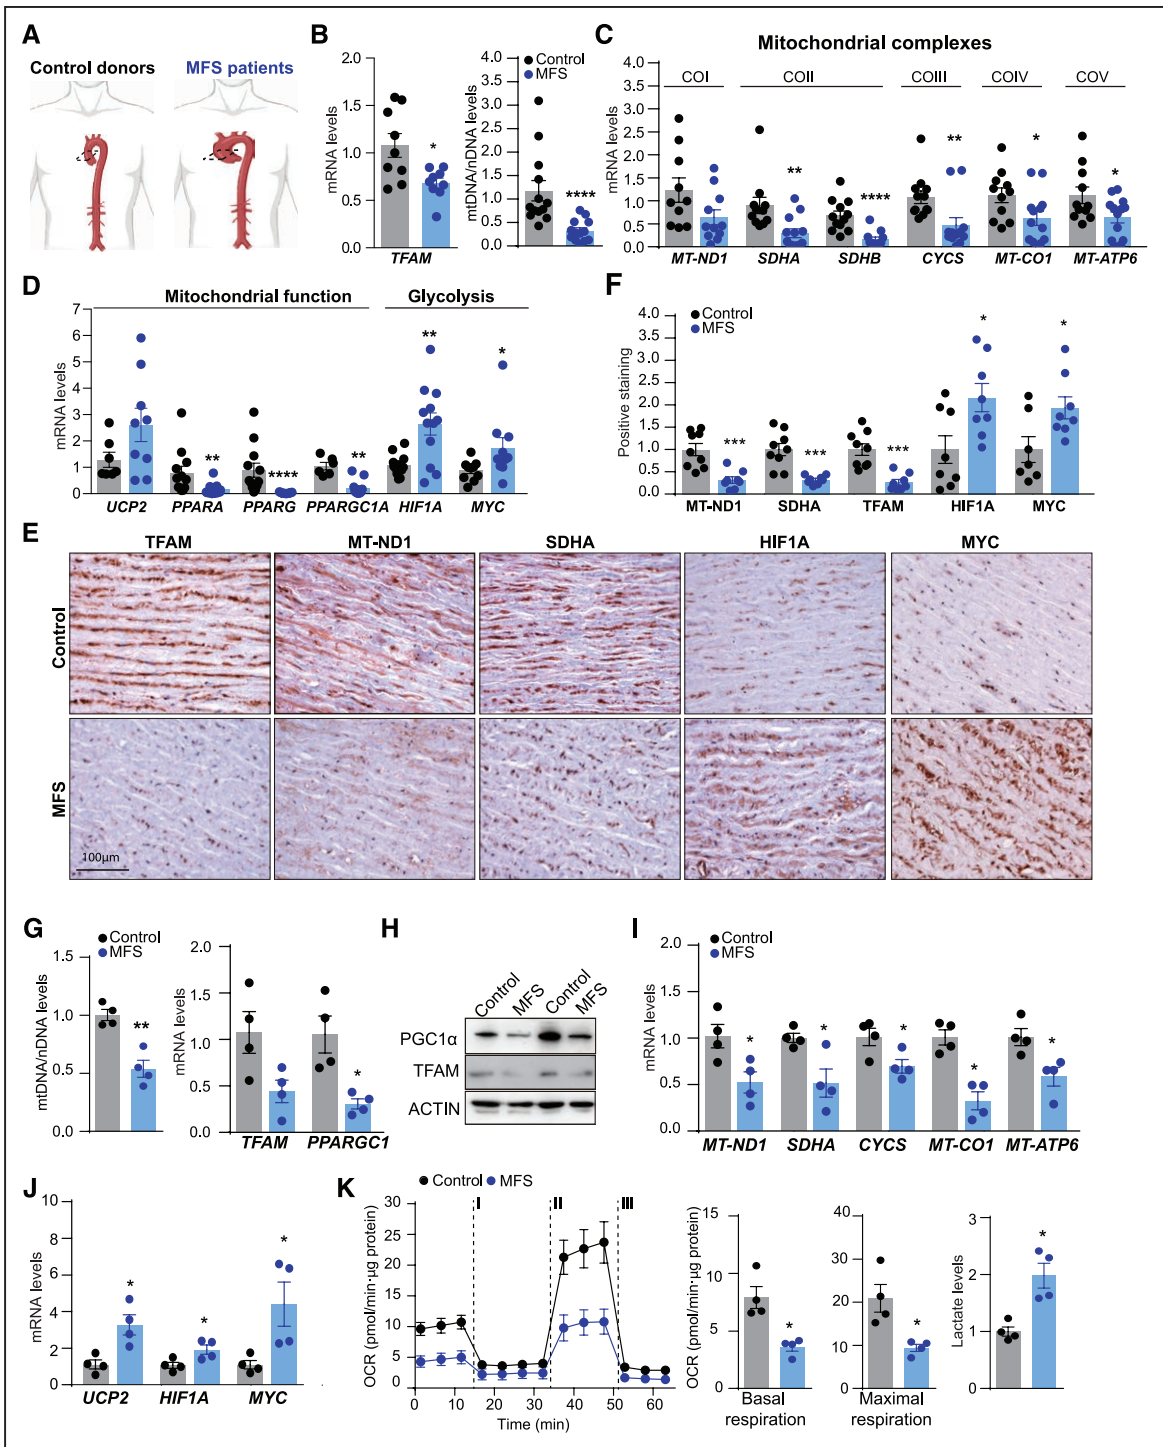 A
Control donors
MFS patients
B
mRNA levels
2.0
1.5
1.0
0.5
0.0
*
TFAM
mtDNA/nDNA levels
4.0
3.5
3.0
2.5
2.0
1.5
1.0
0.5
0.0
Control
MFS
****
C
Mitochondrial complexes
COI
COII
COIII
COIV
COV
mRNA levels
4.0
3.5
3.0
2.5
2.0
1.5
1.0
0.5
0.0
**
****
**
*
*
MT-ND1
SDHA
SDHB
CYCS
MT-CO1
MT-ATP6
D
Mitochondrial function
Glycolysis
mRNA levels
7
6
5
4
3
2
1
0
**
****
**
**
*
UCP2
PPARA
PPARG
PPARGC1A
HIF1A
MYC
F
Control
MFS
Positive staining
4.0
3.5
3.0
2.5
2.0
1.5
1.0
0.5
0.0
***
***
***
*
*
MT-ND1
SDHA
TFAM
HIF1A
MYC
E
TFAM
MT-ND1
SDHA
HIF1A
MYC
Control
MFS
100µm
G
Control
MFS
mtDNA/nDNA levels
1.5
1.0
0.5
0.0
**
mRNA levels
2.0
1.5
1.0
0.5
0.0
*
TFAM
PPARGC1
H
Control
MFS
Control
MFS
PGC1α
TFAM
ACTIN
I
Control
MFS
mRNA levels
2.0
1.5
1.0
0.5
0.0
*
*
*
*
*
MT-ND1
SDHA
CYCS
MT-CO1
MT-ATP6
J
mRNA levels
10
8
6
4
2
0
*
*
*
UCP2
HIF1A
MYC
K
Control
MFS
OCR (pmol/min·µg protein)
30
25
20
15
10
5
0
I
II
III
0
10
20
30
40
50
60
Time (min)
OCR (pmol/min·µg protein)
10
5
0
*
Basal
respiration
40
30
20
10
0
*
Maximal
respiration
Lactate levels
3
2
1
0
*